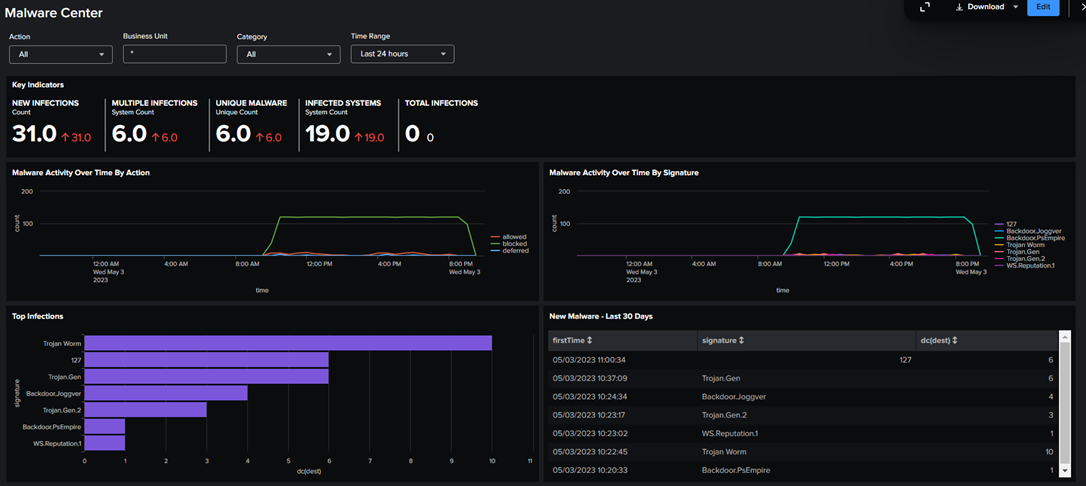 Malware Center
Download
Edit
Action
Business Unit
Category
Time Range
All
*
All
Last 24 hours
Key Indicators
NEW INFECTIONS
Count
31.0 ↑31.0
MULTIPLE INFECTIONS
System Count
6.0 ↑6.0
UNIQUE MALWARE
Unique Count
6.0 ↑6.0
INFECTED SYSTEMS
System Count
19.0 ↑19.0
TOTAL INFECTIONS
0 0
Malware Activity Over Time By Action
200
100
count
12:00 AM
Wed May 3
2023
4:00 AM
8:00 AM
12:00 PM
4:00 PM
8:00 PM
Wed May 3
time
allowed
blocked
deferred
Malware Activity Over Time By Signature
200
100
count
12:00 AM
Wed May 3
2023
4:00 AM
8:00 AM
12:00 PM
4:00 PM
8:00 PM
Wed May 3
time
127
Backdoor.Joggver
Backdoor.PsEmpire
Trojan Worm
Trojan.Gen
Trojan.Gen.2
WS.Reputation.1
Top Infections
signature
Trojan Worm
127
Trojan.Gen
Backdoor.Joggver
Trojan.Gen.2
Backdoor.PsEmpire
WS.Reputation.1
0 1 2 3 4 5 6 7 8 9 10 11
dc(dest)
New Malware - Last 30 Days
firstTime signature dc(dest)
05/03/2023 11:00:34 127 6
05/03/2023 10:37:09 Trojan.Gen 6
05/03/2023 10:24:34 Backdoor.Joggver 4
05/03/2023 10:23:17 Trojan.Gen.2 3
05/03/2023 10:23:02 WS.Reputation.1 1
05/03/2023 10:22:45 Trojan Worm 10
05/03/2023 10:20:33 Backdoor.PsEmpire 1